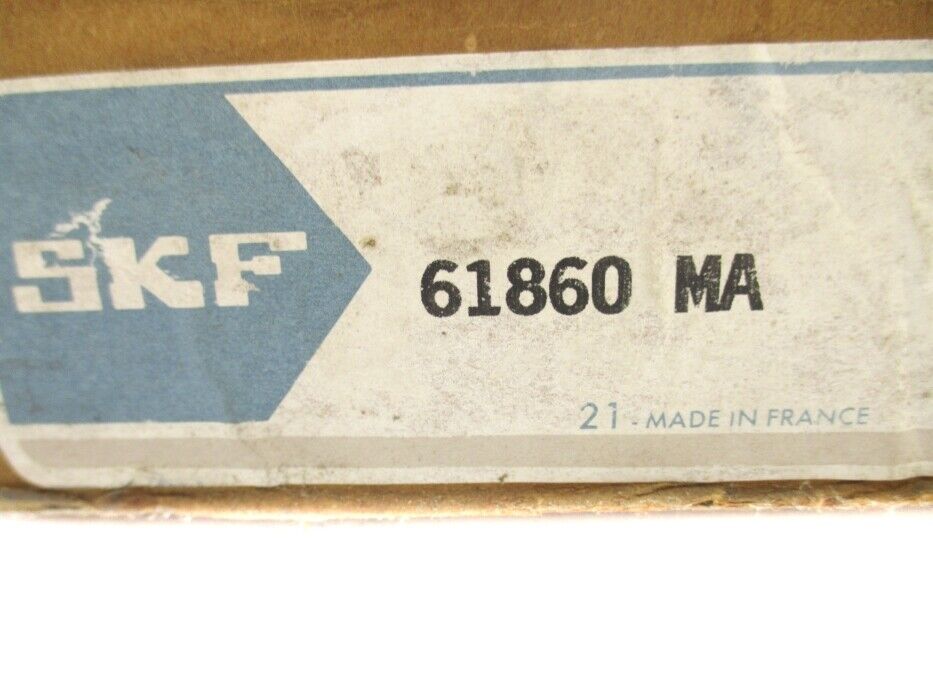 SKF
61860 MA
21 - MADE IN FRANCE